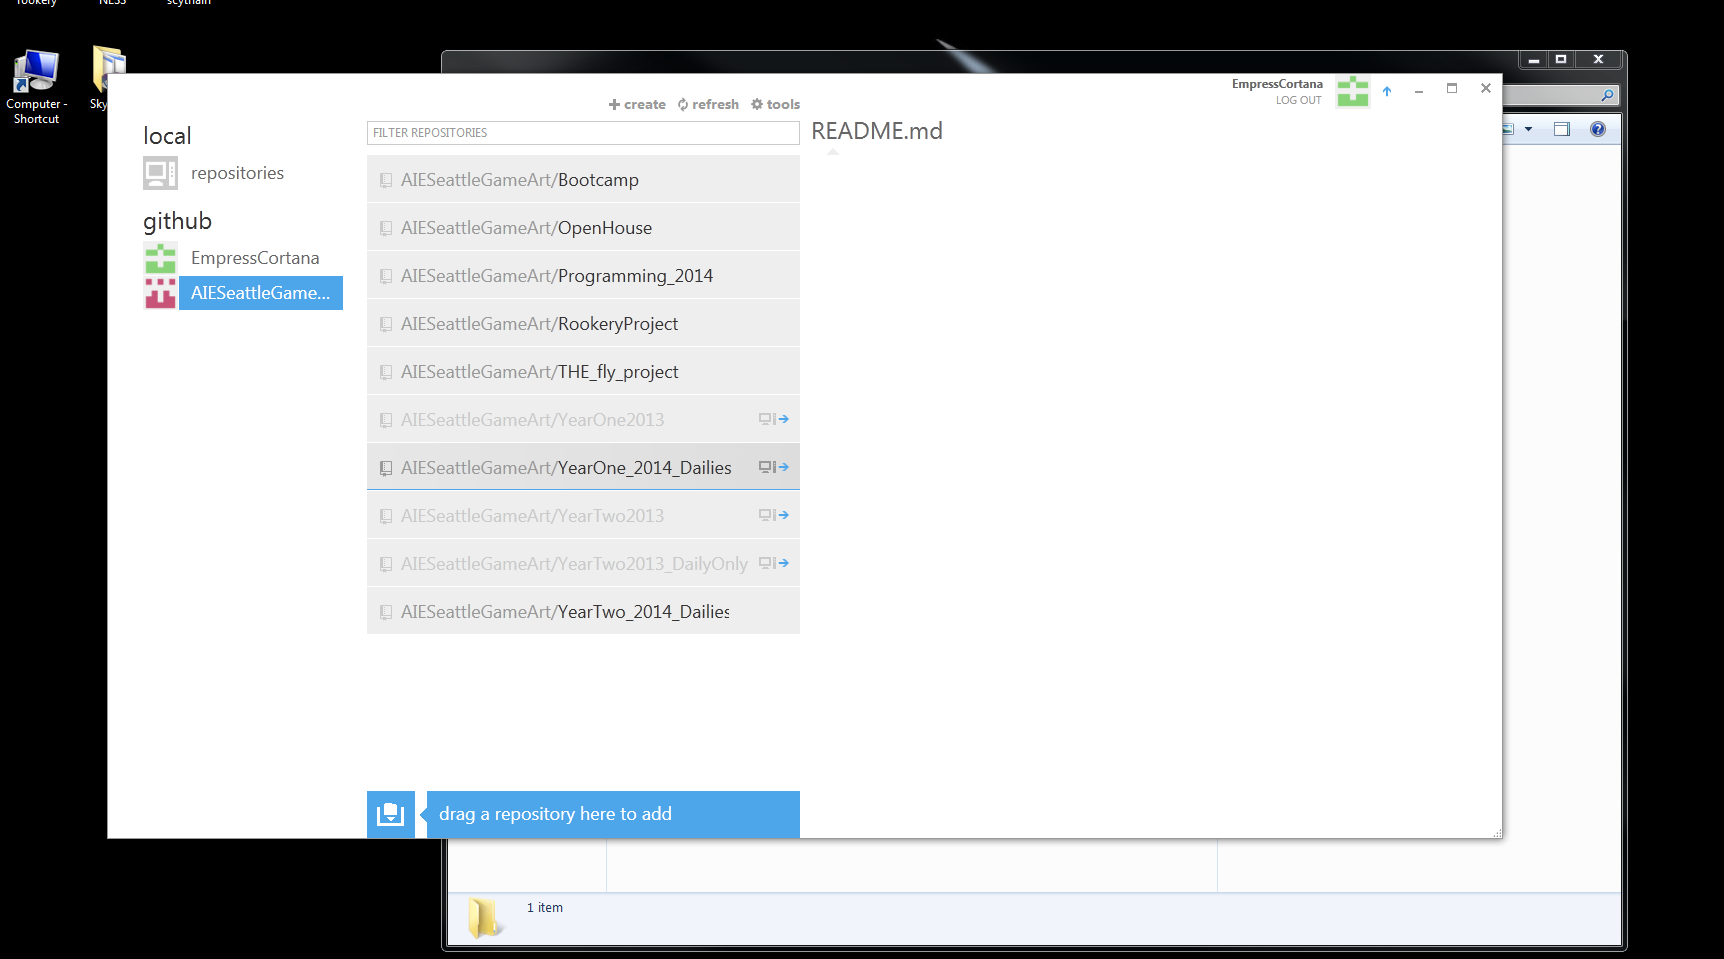 rookery
NESS
scythain
Computer -
Shortcut
Sky
EmpressCortana
LOG OUT
create
refresh
tools
local
repositories
github
EmpressCortana
AIESeattleGame...
FILTER REPOSITORIES
README.md
AIESeattleGameArt/Bootcamp
AIESeattleGameArt/OpenHouse
AIESeattleGameArt/Programming_2014
AIESeattleGameArt/RookeryProject
AIESeattleGameArt/THE_fly_project
AIESeattleGameArt/YearOne2013
AIESeattleGameArt/YearOne_2014_Dailies
AIESeattleGameArt/YearTwo2013
AIESeattleGameArt/YearTwo2013_DailyOnly
AIESeattleGameArt/YearTwo_2014_Dailies
drag a repository here to add
1 item